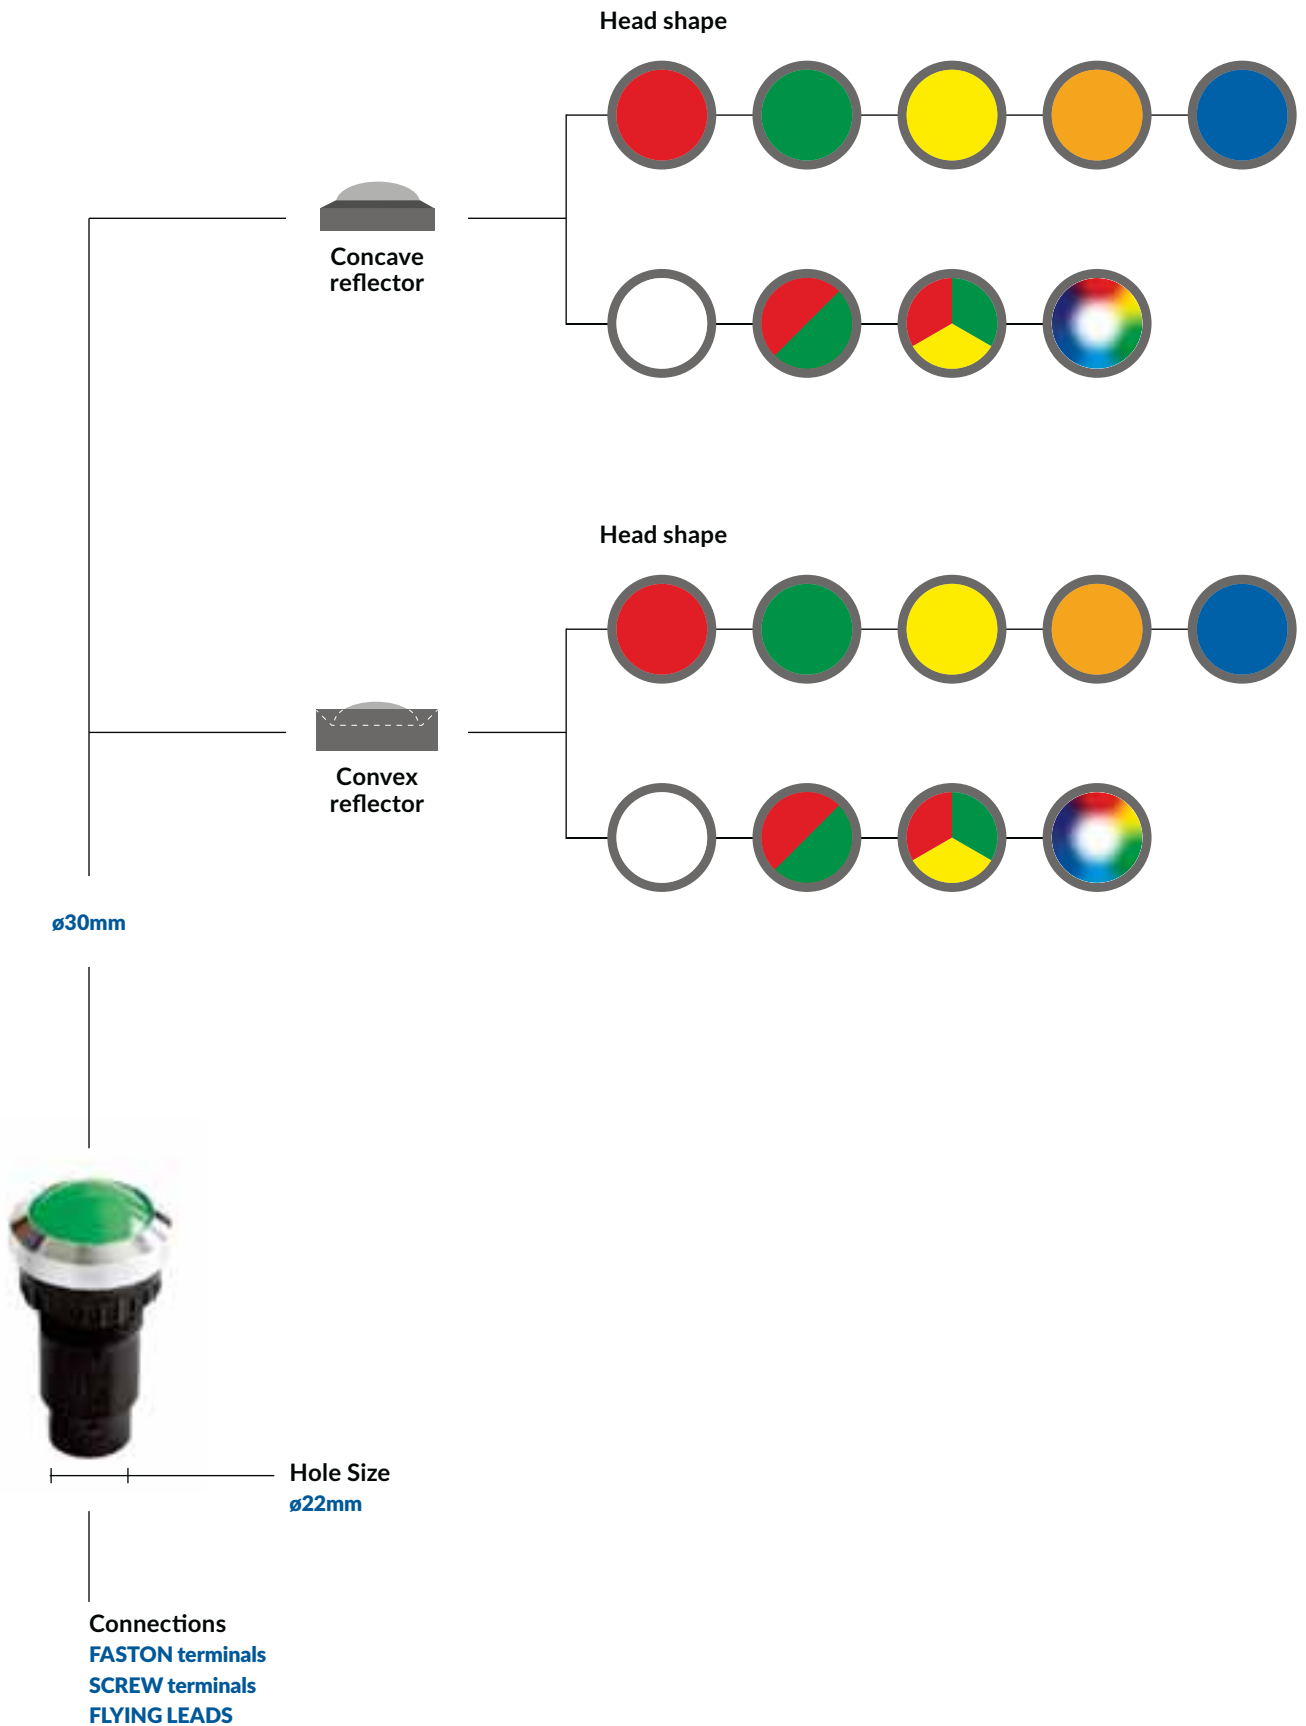 Head shape
Concave
reflector
Head shape
Convex
reflector
ø30mm
Hole Size
ø22mm
Connections
FASTON terminals
SCREW terminals
FLYING LEADS